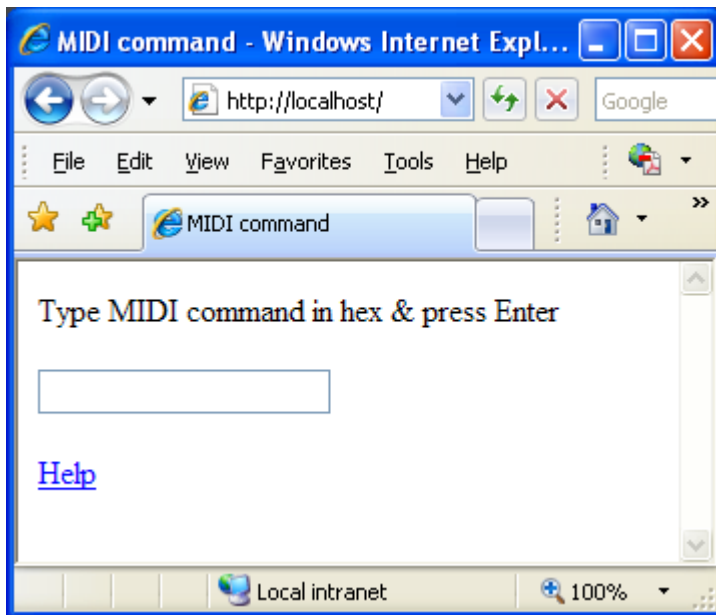 MIDI command - Windows Internet Expl...
http://localhost/
Google
File Edit View Favorites Tools Help
MIDI command
»
Type MIDI command in hex & press Enter
Help
Local intranet 100%